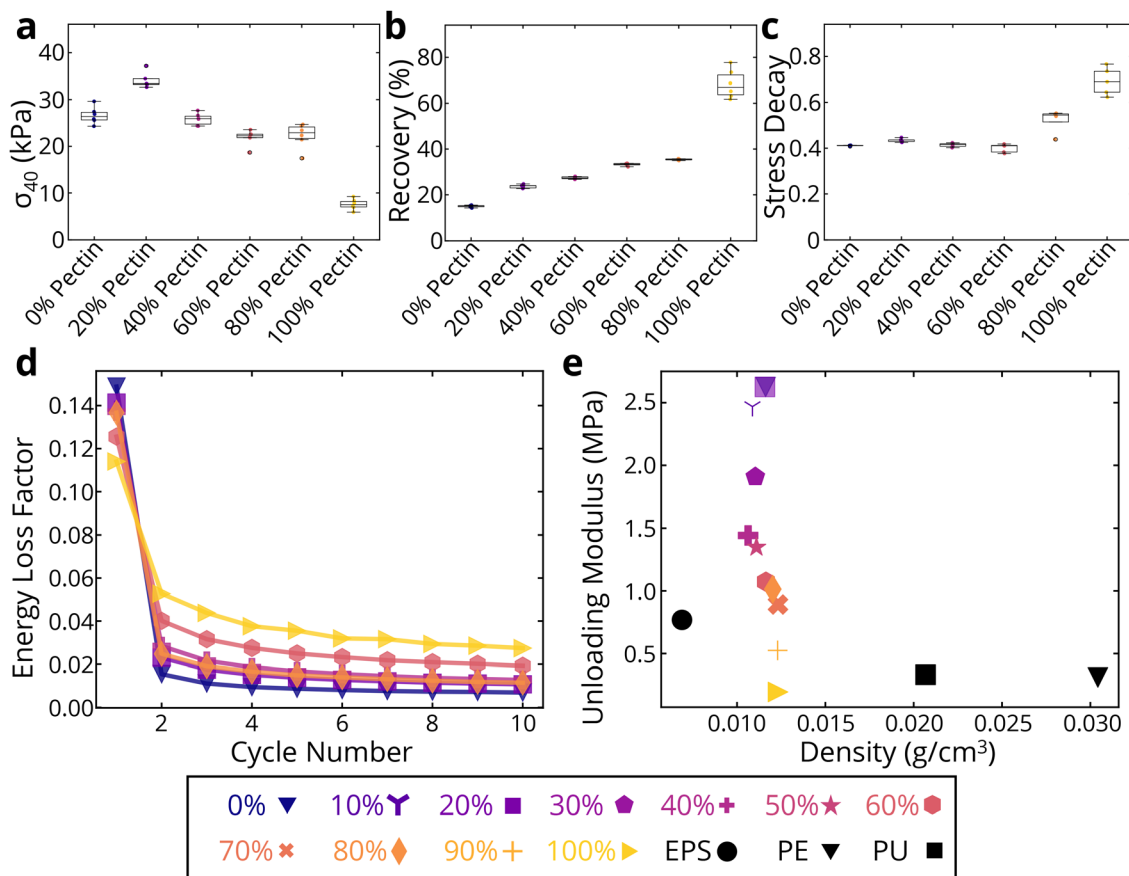 a
σ40 (kPa)
40
30
20
10
0
0% Pectin
20% Pectin
40% Pectin
60% Pectin
80% Pectin
100% Pectin
b
Recovery (%)
80
60
40
20
0
0% Pectin
20% Pectin
40% Pectin
60% Pectin
80% Pectin
100% Pectin
c
Stress Decay
0.8
0.6
0.4
0.2
0
0% Pectin
20% Pectin
40% Pectin
60% Pectin
80% Pectin
100% Pectin
d
Energy Loss Factor
0.14
0.12
0.10
0.08
0.06
0.04
0.02
0.00
2 4 6 8 10
Cycle Number
e
Unloading Modulus (MPa)
2.5
2.0
1.5
1.0
0.5
0.010 0.015 0.020 0.025 0.030
Density (g/cm³)
0% 10% 20% 30% 40% 50% 60%
70% 80% 90% 100% EPS PE PU